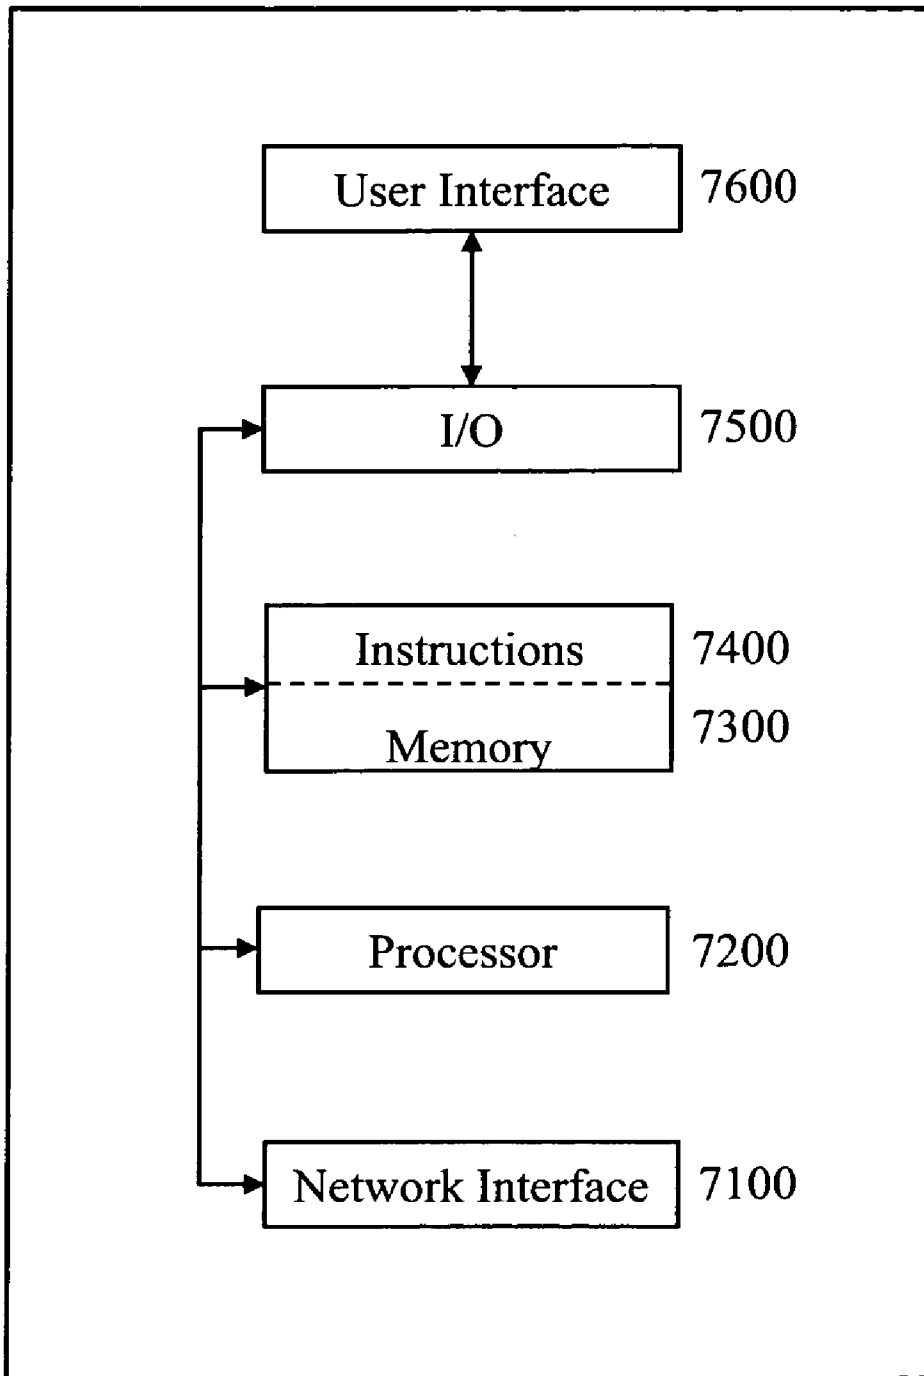 User Interface 7600
I/O 7500
Instructions 7400
Memory 7300
Processor 7200
Network Interface 7100